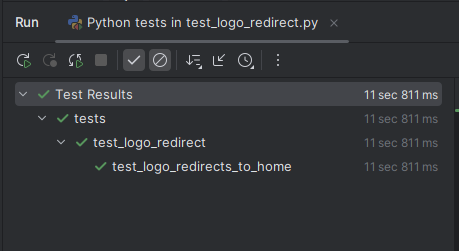 Run
Python tests in test_logo_redirect.py
Test Results 11 sec 811 ms
tests 11 sec 811 ms
test_logo_redirect 11 sec 811 ms
test_logo_redirects_to_home 11 sec 811 ms